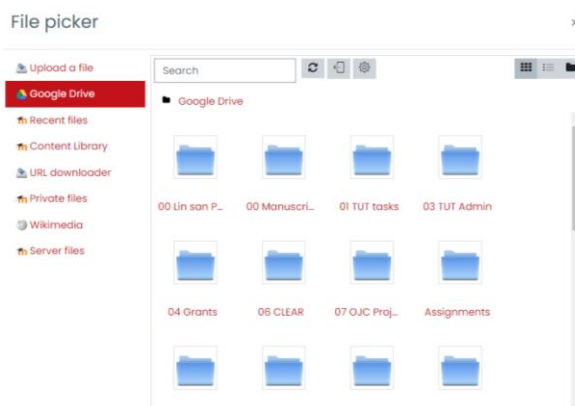 File picker
Upload a file
Google Drive
Recent files
Content Library
URL downloader
Private files
Wikimedia
Server files
Search
Google Drive
00 Lin san P...
00 Manuscri...
01 TUT tasks
03 TUT Admin
04 Grants
06 CLEAR
07 OJC Proj...
Assignments